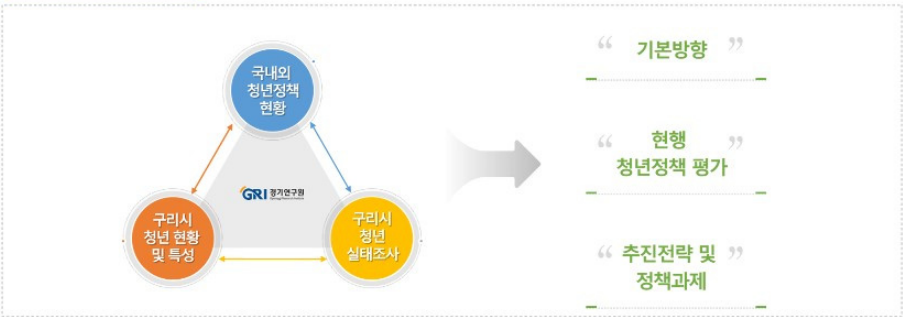 국내외
청년정책
현황
구리시
청년 현황
및 특성
GRI 경기연구원
구리시
청년
실태조사
“ 기본방향 ”
“ 현행
청년정책 평가 ”
“ 추진전략 및
정책과제 ”